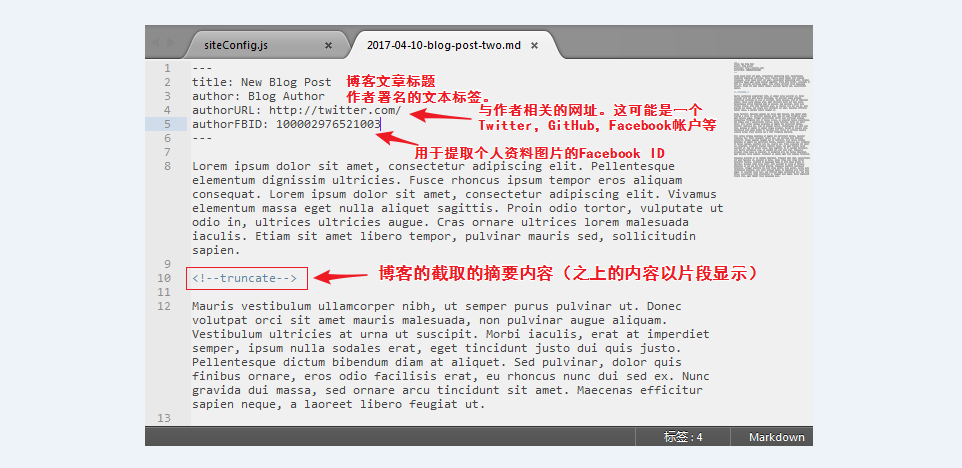 siteConfig.js × 2017-04-10-blog-post-two.md ×
1 ---
2 title: New Blog Post 博客文章标题
3 author: Blog Author 作者署名的文本标签。
4 authorURL: http://twitter.com/ 与作者相关的网址。这可能是一个
5 authorFBID: 100002976521003 Twitter，GitHub，Facebook帐户等
6 ---
用于提取个人资料图片的Facebook ID
7
8 Lorem ipsum dolor sit amet, consectetur adipiscing elit. Pellentesque
elementum dignissim ultricies. Fusce rhoncus ipsum tempor eros aliquam
consequat. Lorem ipsum dolor sit amet, consectetur adipiscing elit. Vivamus
elementum massa eget nulla aliquet sagittis. Proin odio tortor, vulputate ut
odio in, ultrices ultricies augue. Cras ornare ultrices lorem malesuada
iaculis. Etiam sit amet libero tempor, pulvinar mauris sed, sollicitudin
sapien.
9
10 <!--truncate--> 博客的截取的摘要内容（之上的内容以片段显示）
11
12 Mauris vestibulum ullamcorper nibh, ut semper purus pulvinar ut. Donec
volutpat orci sit amet mauris malesuada, non pulvinar augue aliquam.
Vestibulum ultricies at urna ut suscipit. Morbi iaculis, erat at imperdiet
semper, ipsum nulla sodales erat, eget tincidunt justo dui quis justo.
Pellentesque dictum bibendum diam at aliquet. Sed pulvinar, dolor quis
finibus ornare, eros odio facilisis erat, eu rhoncus nunc dui sed ex. Nunc
gravida dui massa, sed ornare arcu tincidunt sit amet. Maecenas efficitur
sapien neque, a laoreet libero feugiat ut.
13
标签: 4 Markdown